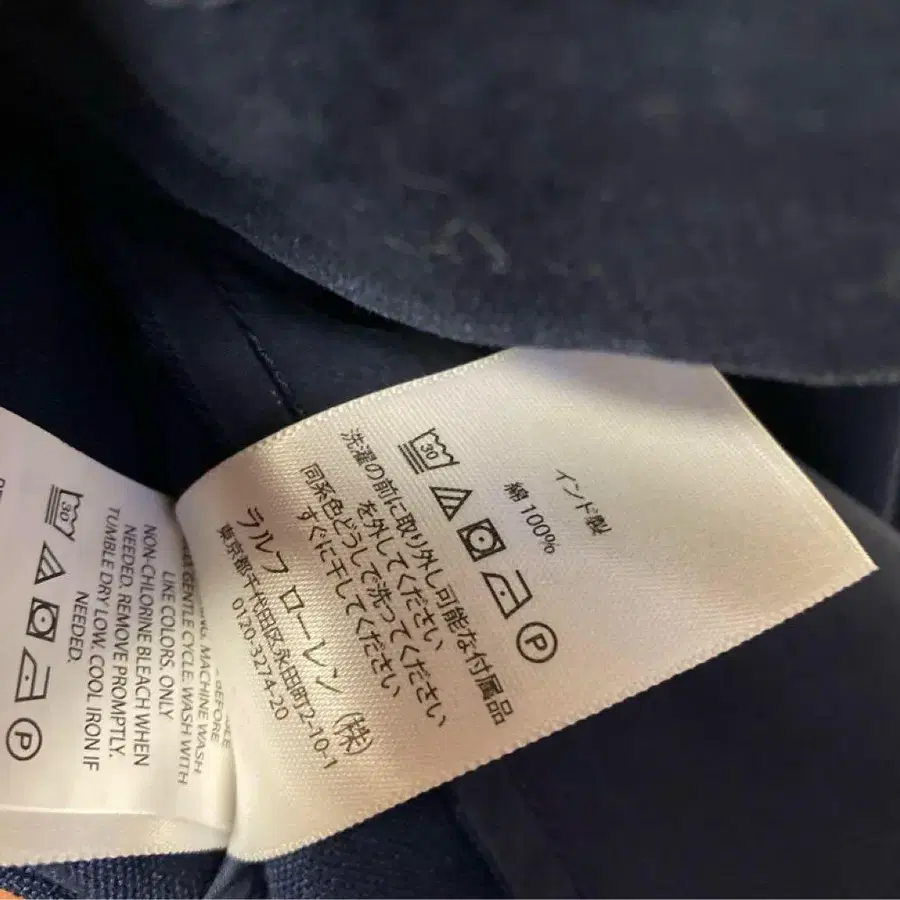 BEFORE
MACHINE WASH
GENTLE CYCLE. WASH WITH
LIKE COLORS. ONLY
NON-CHLORINE BLEACH WHEN
NEEDED. REMOVE PROMPTLY.
TUMBLE DRY LOW. COOL IRON IF
NEEDED.
30
P
インド製
綿 100%
30
P
洗濯の前に取り外し可能な付属品
を外してください
同系色どうしで洗ってください
すぐに干してください
ラルフ ローレン (株)
東京都千代田区永田町2-10-1
0120-3274-20